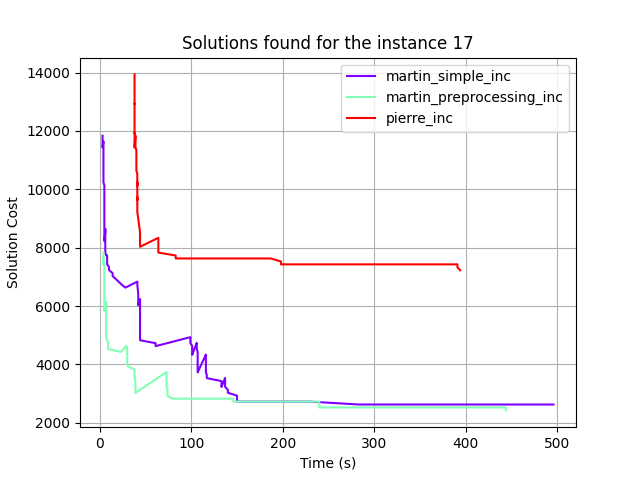 Solutions found for the instance 17
martin_simple_inc
martin_preprocessing_inc
pierre_inc
Solution Cost
14000
12000
10000
8000
6000
4000
2000
0 100 200 300 400 500
Time (s)